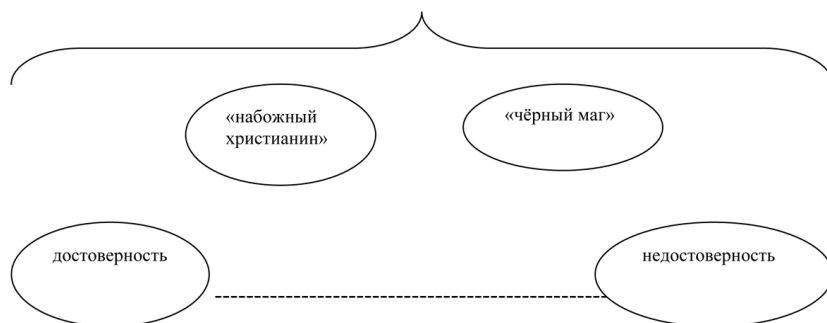 «набожный
христианин»
«чёрный маг»
достоверность
недостоверность